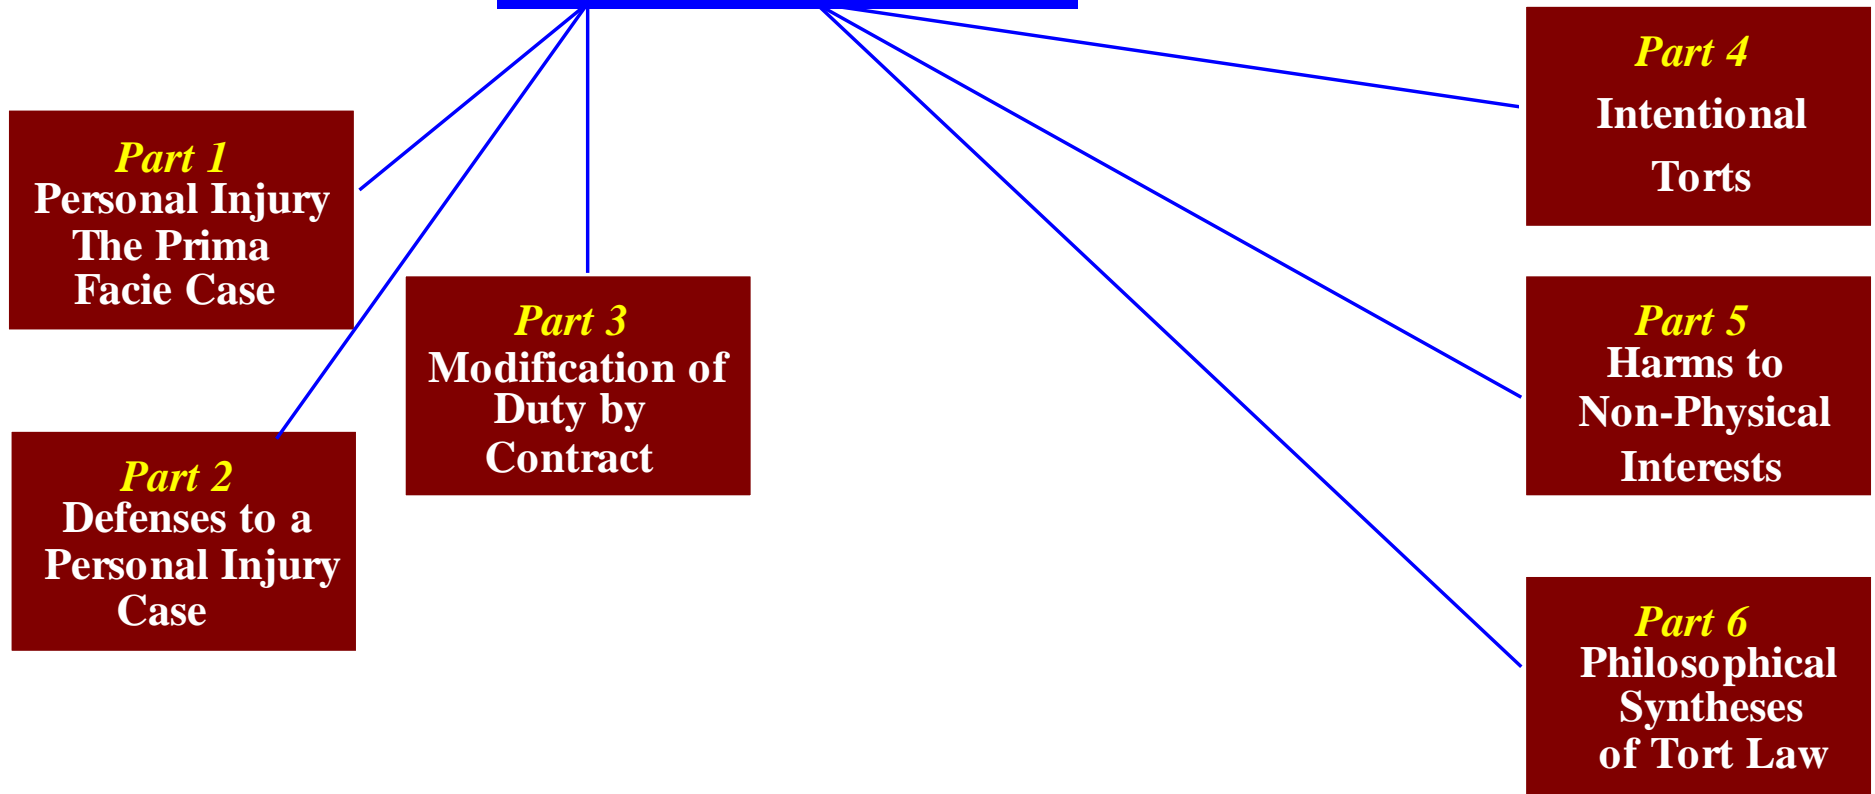 Part 1
Personal Injury
The Prima
Facie Case
Part 2
Defenses to a
Personal Injury
Case
Part 3
Modification of
Duty by
Contract
Part 4
Intentional
Torts
Part 5
Harms to
Non-Physical
Interests
Part 6
Philosophical
Syntheses
of Tort Law